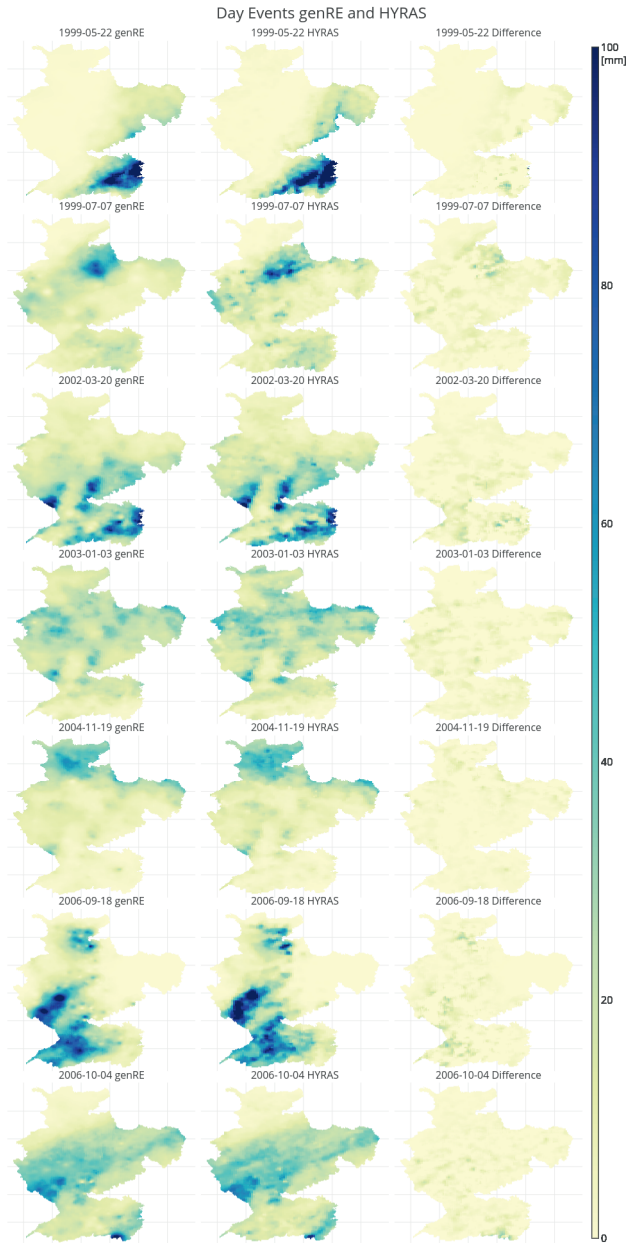 Day Events genRE and HYRAS
1999-05-22 genRE
1999-05-22 HYRAS
1999-05-22 Difference
100
[mm]
1999-07-07 genRE
1999-07-07 HYRAS
1999-07-07 Difference
80
2002-03-20 genRE
2002-03-20 HYRAS
2002-03-20 Difference
60
2003-01-03 genRE
2003-01-03 HYRAS
2003-01-03 Difference
2004-11-19 genRE
2004-11-19 HYRAS
2004-11-19 Difference
40
2006-09-18 genRE
2006-09-18 HYRAS
2006-09-18 Difference
20
2006-10-04 genRE
2006-10-04 HYRAS
2006-10-04 Difference
0